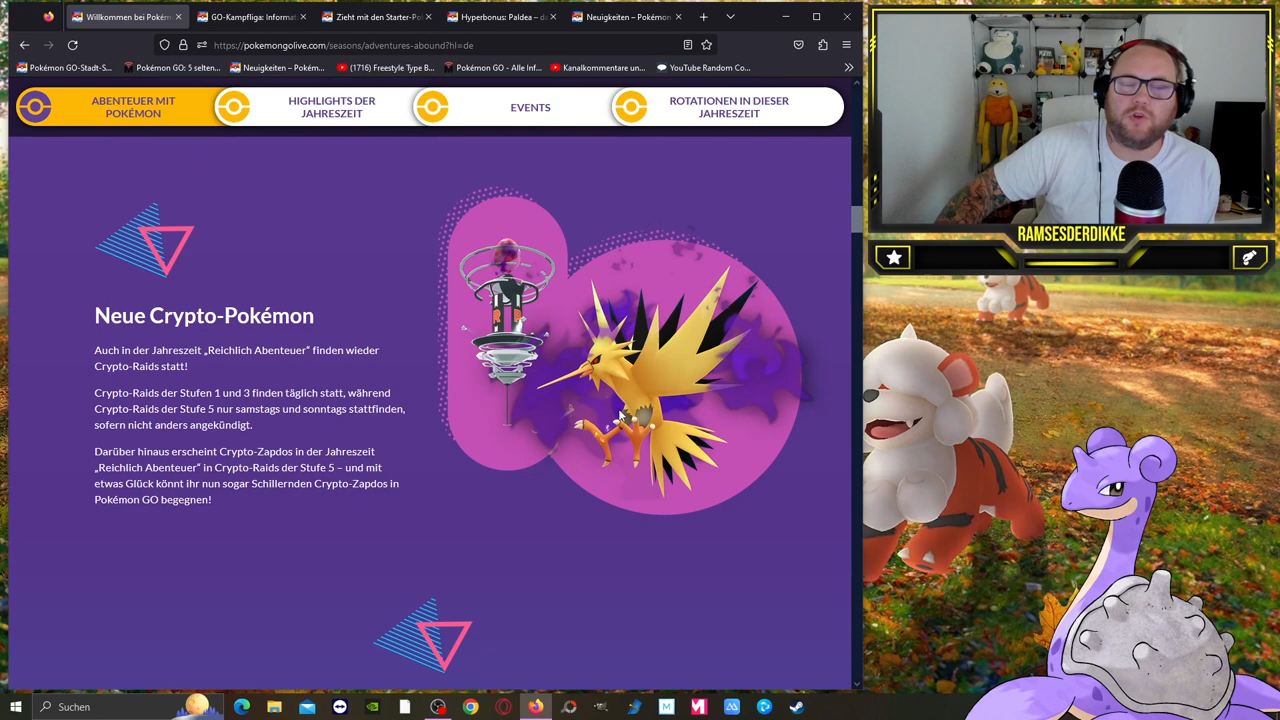 Willkommen bei Pokém
GO-Kampfliga: Informat
Zieht mit den Starter-Po
Hyperbonus: Paldea – da
Neuigkeiten – Pokémon
https://pokemongolive.com/seasons/adventures-abound?hl=de
Pokémon GO-Stadt-S...
Pokémon GO: 5 selten...
Neuigkeiten – Pokém...
(1716) Freestyle Type B...
Pokémon GO - Alle Inf...
Kanalkommentare un...
YouTube Random Co...
ABENTEUER MIT
POKÉMON
HIGHLIGHTS DER
JAHRESZEIT
EVENTS
ROTATIONEN IN DIESER
JAHRESZEIT
RAMSESDERDIKKE
Neue Crypto-Pokémon
Auch in der Jahreszeit „Reichlich Abenteuer“ finden wieder
Crypto-Raids statt!
Crypto-Raids der Stufen 1 und 3 finden täglich statt, während
Crypto-Raids der Stufe 5 nur samstags und sonntags stattfinden,
sofern nicht anders angekündigt.
Darüber hinaus erscheint Crypto-Zapdos in der Jahreszeit
„Reichlich Abenteuer“ in Crypto-Raids der Stufe 5 – und mit
etwas Glück könnt ihr nun sogar Schillernden Crypto-Zapdos in
Pokémon GO begegnen!
Suchen